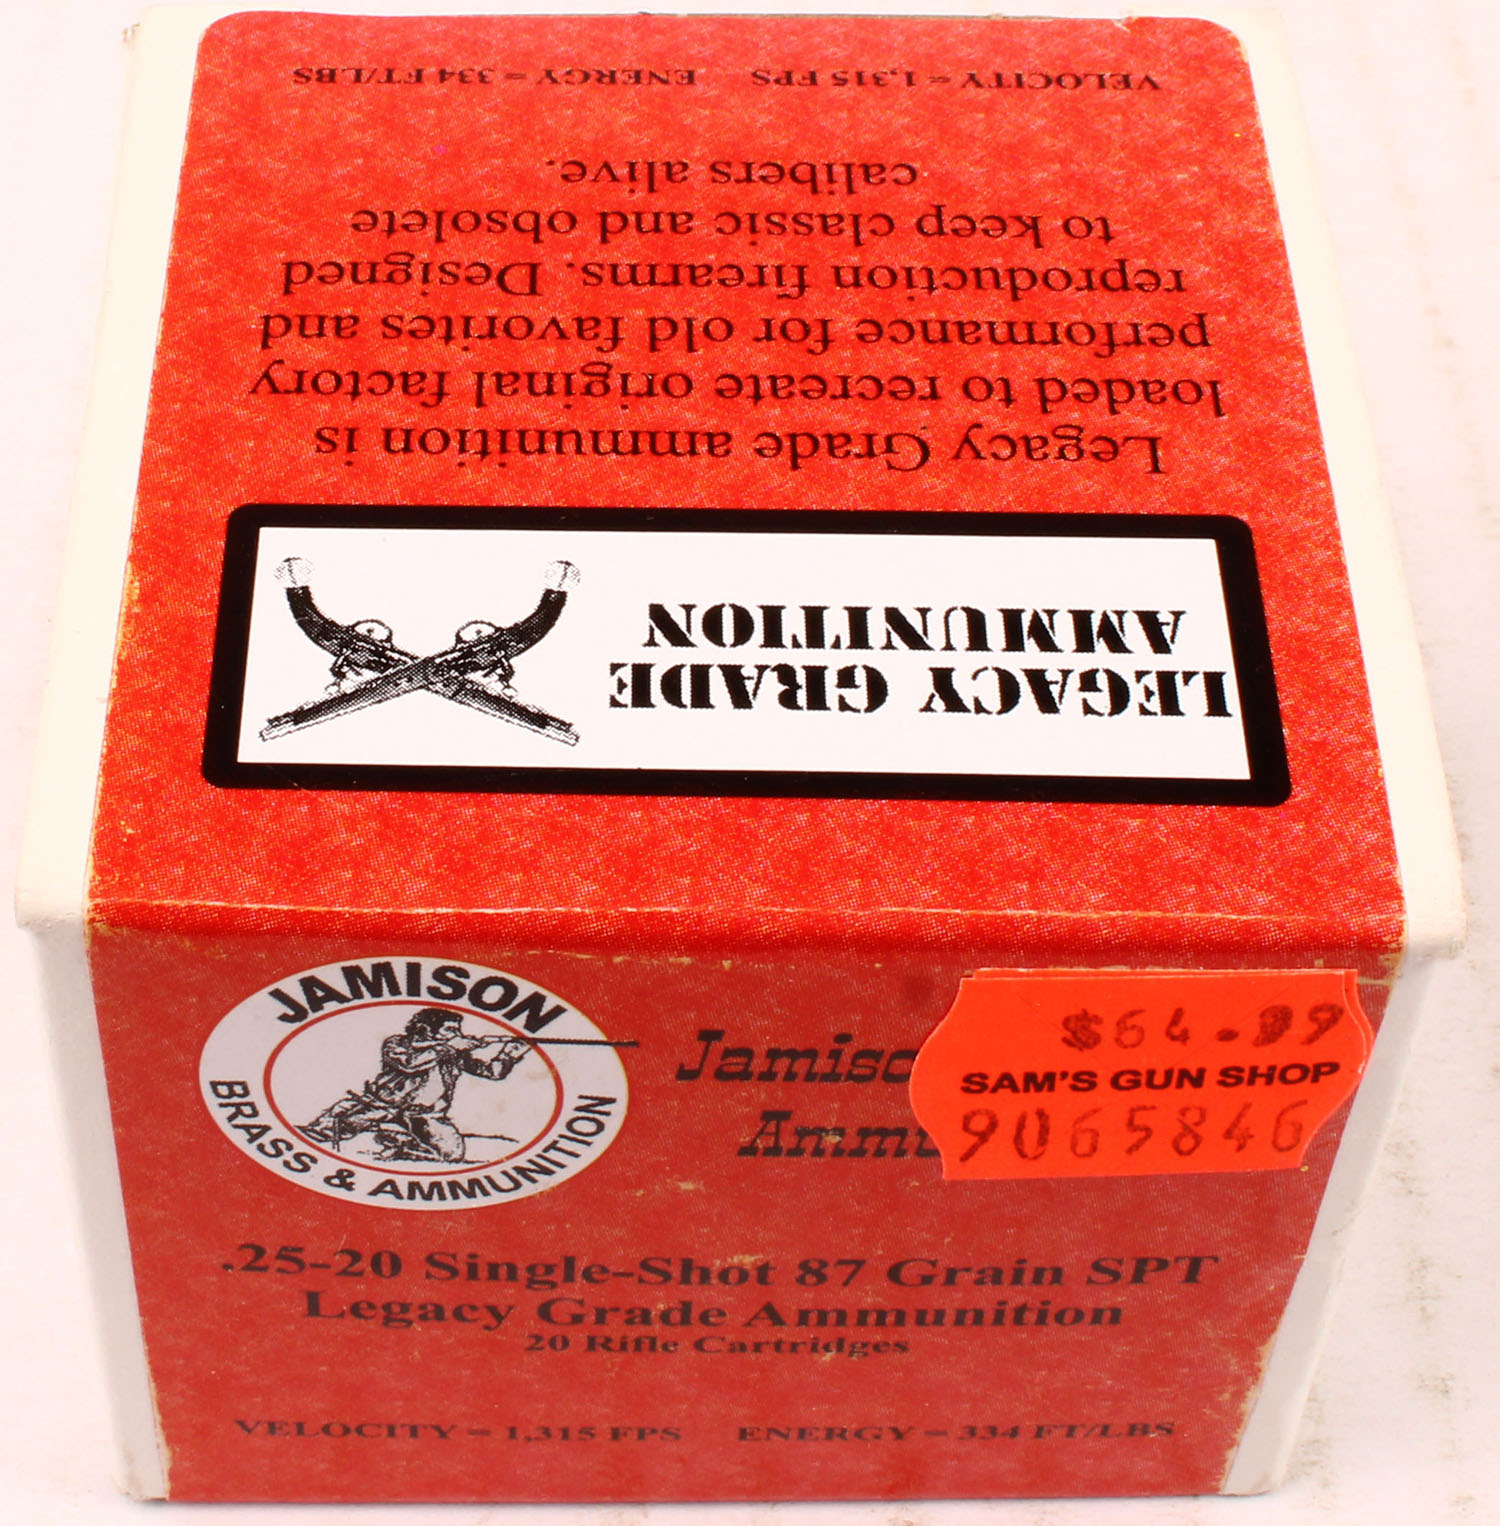 VELOCITY = 1,315 FPS ENERGY = 334 FT/LBS
Legacy Grade ammunition is
loaded to recreate original factory
performance for old favorites and
reproduction firearms. Designed
to keep classic and obsolete
calibers alive.
LEGACY GRADE
AMMUNITION
JAMISON
BRASS & AMMUNITION
$64.99
SAM'S GUN SHOP
9065846
.25-20 Single-Shot 87 Grain SPT
Legacy Grade Ammunition
20 Rifle Cartridges
VELOCITY = 1,315 FPS ENERGY = 334 FT/LBS